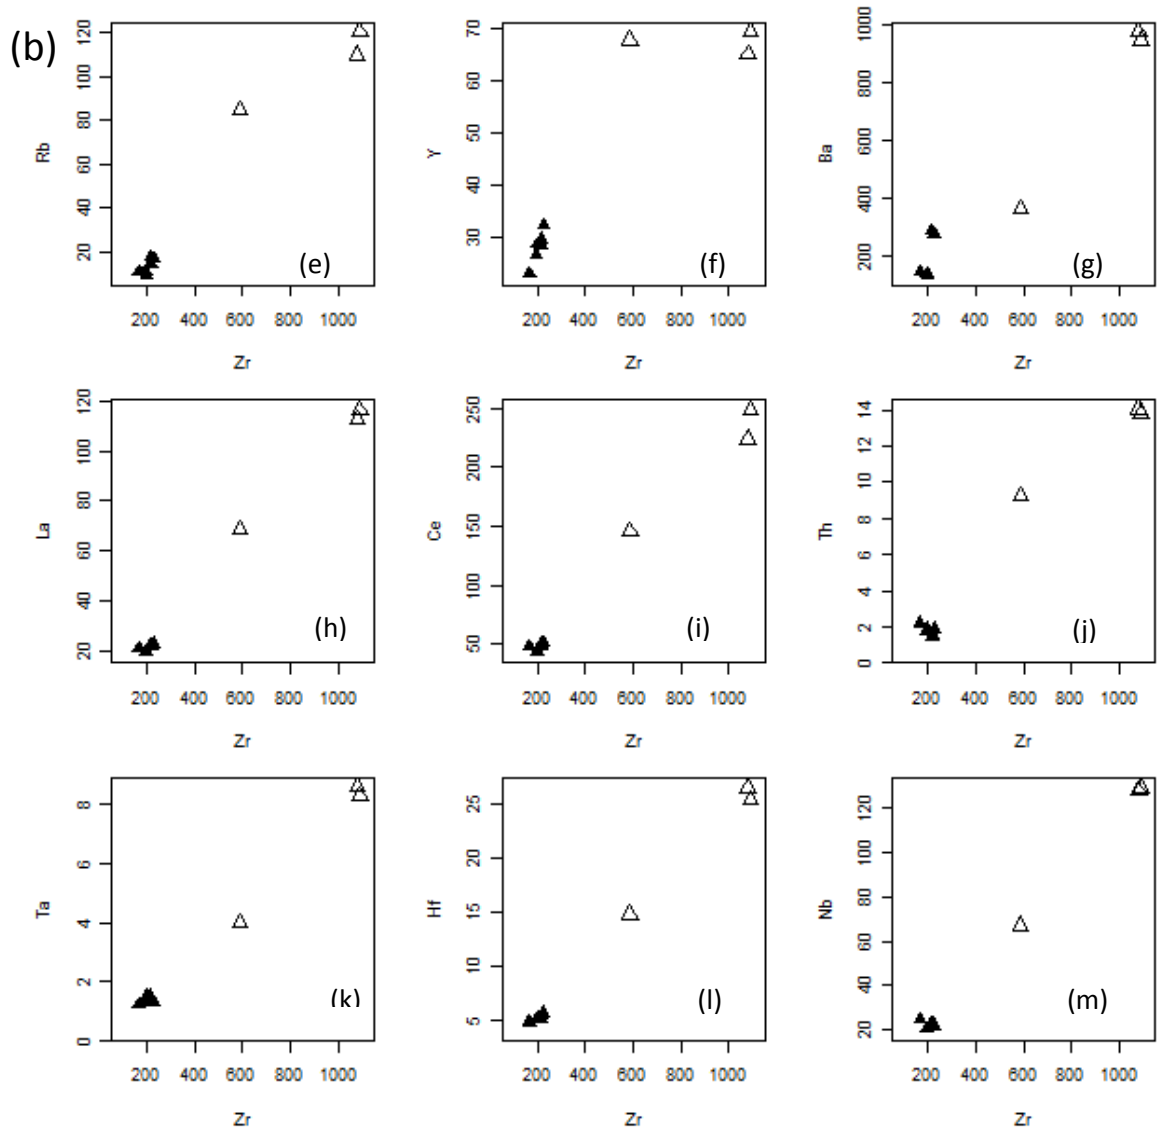 (b)
Rb
120
100
80
60
40
20
(e)
200 400 600 800 1000
Zr
Y
70
60
50
40
30
(f)
200 400 600 800 1000
Zr
Ba
1000
800
600
400
200
(g)
200 400 600 800 1000
Zr
La
120
100
80
60
40
20
(h)
200 400 600 800 1000
Zr
Ce
250
200
150
100
50
(i)
200 400 600 800 1000
Zr
Th
14
12
10
8
6
4
2
0
(j)
200 400 600 800 1000
Zr
Ta
8
6
4
2
0
(k)
200 400 600 800 1000
Zr
Hf
25
20
15
10
5
(l)
200 400 600 800 1000
Zr
Nb
120
100
80
60
40
20
(m)
200 400 600 800 1000
Zr